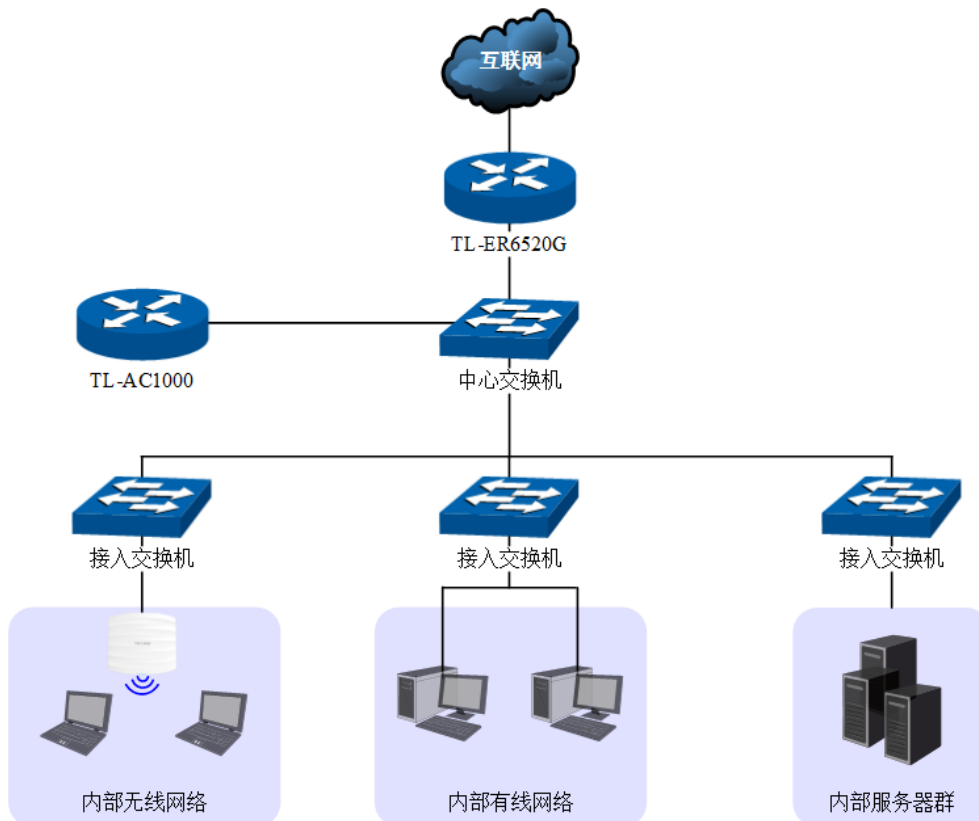 互联网
TL-ER6520G
TL-AC1000
中心交换机
接入交换机
接入交换机
接入交换机
内部无线网络
内部有线网络
内部服务器群